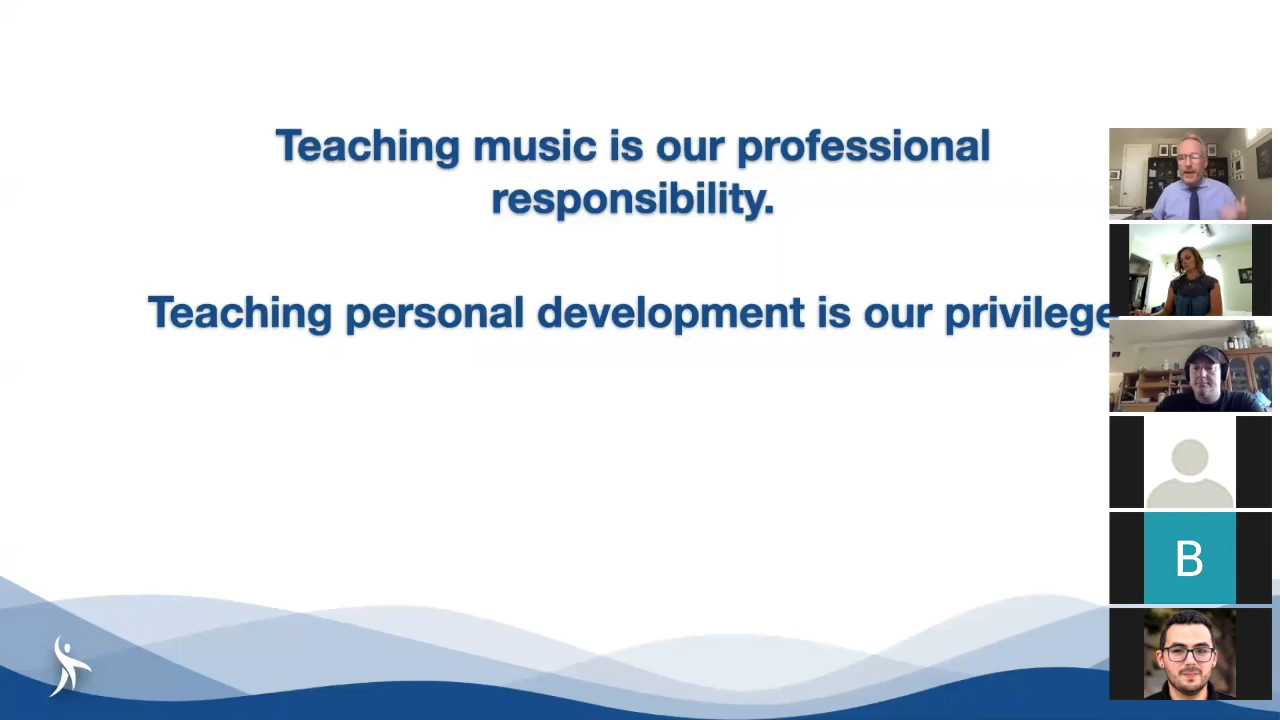 Teaching music is our professional
responsibility.
Teaching personal development is our privilege
B